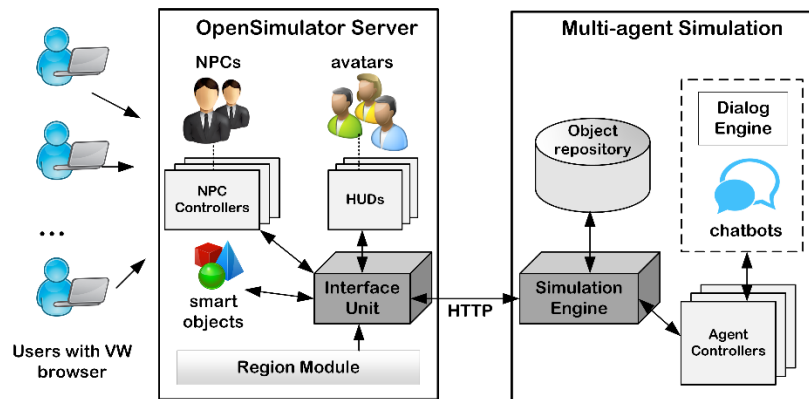 OpenSimulator Server
NPCs
avatars
NPC
Controllers
HUDs
smart
objects
Interface
Unit
Region Module
...
Users with VW
browser
HTTP
Multi-agent Simulation
Object
repository
Dialog
Engine
chatbots
Simulation
Engine
Agent
Controllers